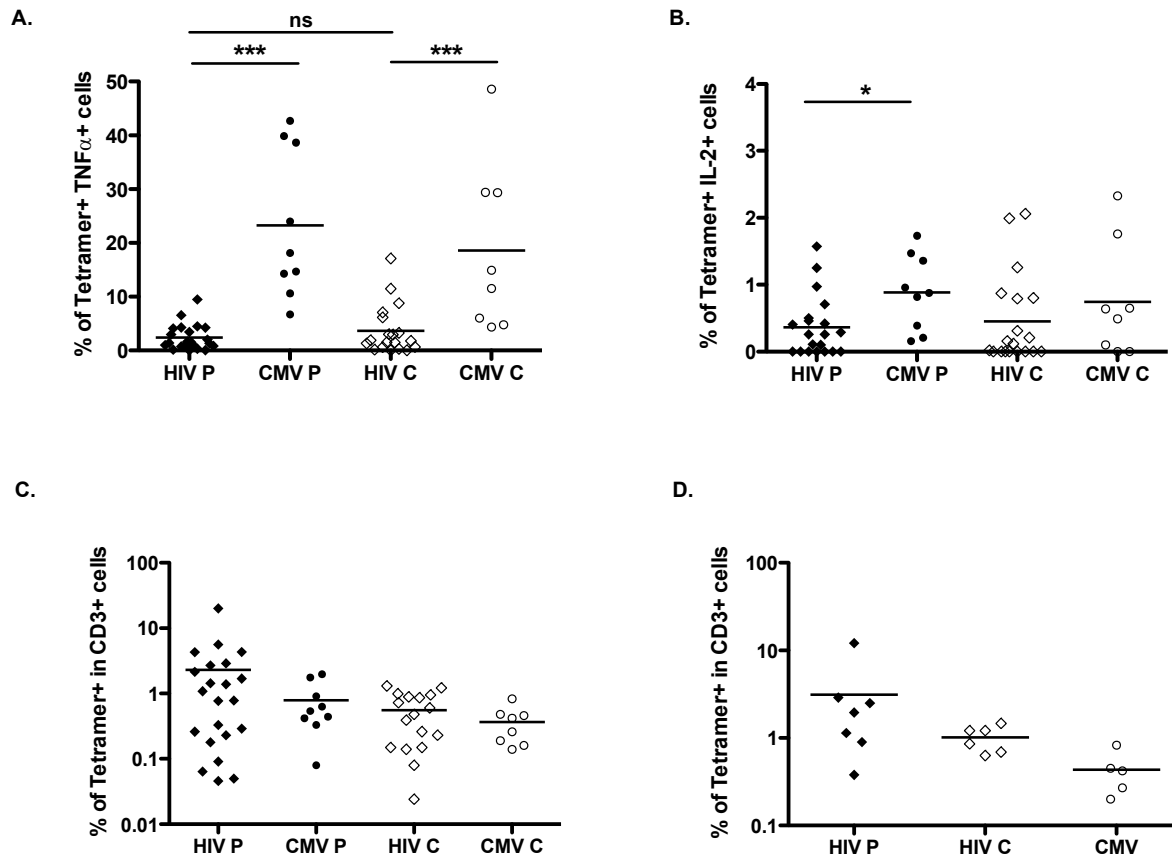 A.
ns
***
***
% of Tetramer+ TNFα+ cells
50
40
30
20
10
0
HIV P CMV P HIV C CMV C
B.
*
% of Tetramer+ IL-2+ cells
4
3
2
1
0
HIV P CMV P HIV C CMV C
C.
% of Tetramer+ in CD3+ cells
100
10
1
0.1
0.01
HIV P CMV P HIV C CMV C
D.
% of Tetramer+ in CD3+ cells
100
10
1
0.1
HIV P HIV C CMV